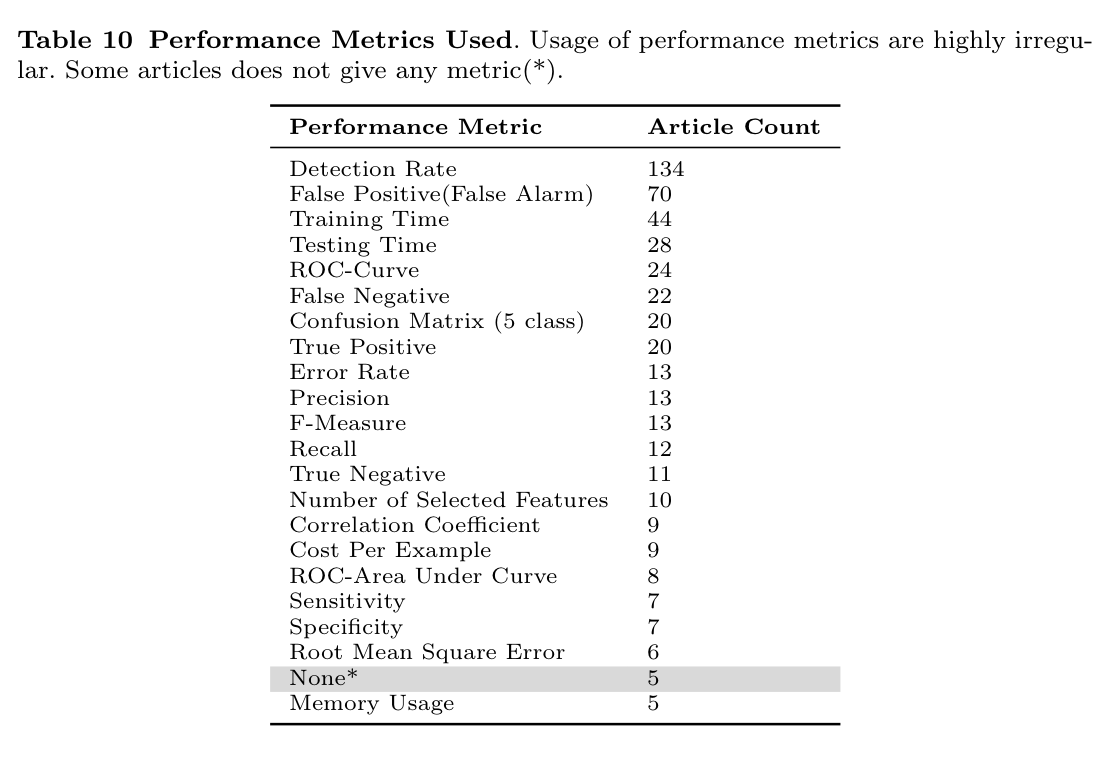 Table 10 Performance Metrics Used. Usage of performance metrics are highly irregu-
lar. Some articles does not give any metric(*).
Performance Metric Article Count
Detection Rate 134
False Positive(False Alarm) 70
Training Time 44
Testing Time 28
ROC-Curve 24
False Negative 22
Confusion Matrix (5 class) 20
True Positive 20
Error Rate 13
Precision 13
F-Measure 13
Recall 12
True Negative 11
Number of Selected Features 10
Correlation Coefficient 9
Cost Per Example 9
ROC-Area Under Curve 8
Sensitivity 7
Specificity 7
Root Mean Square Error 6
None* 5
Memory Usage 5